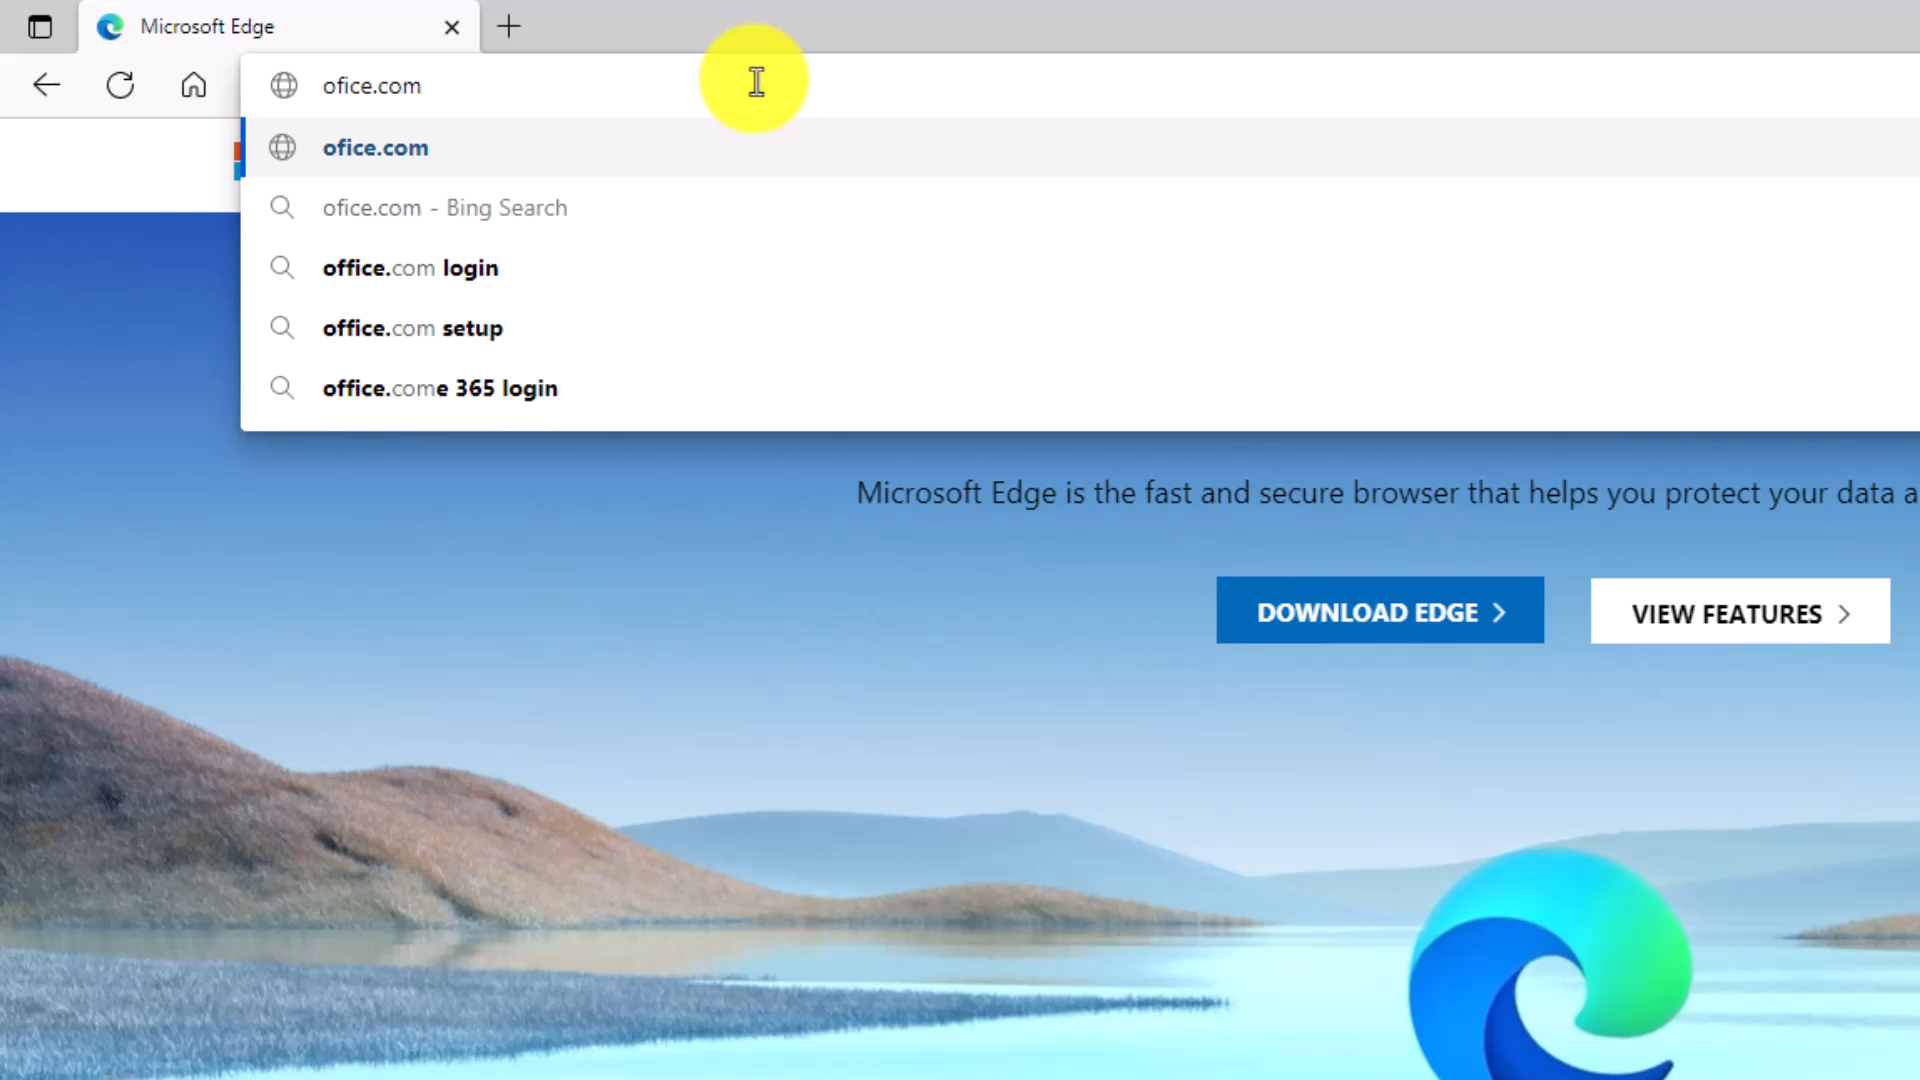 Microsoft Edge
ofice.com
ofice.com
ofice.com - Bing Search
office.com login
office.com setup
office.come 365 login
Microsoft Edge is the fast and secure browser that helps you protect your data a
DOWNLOAD EDGE
VIEW FEATURES